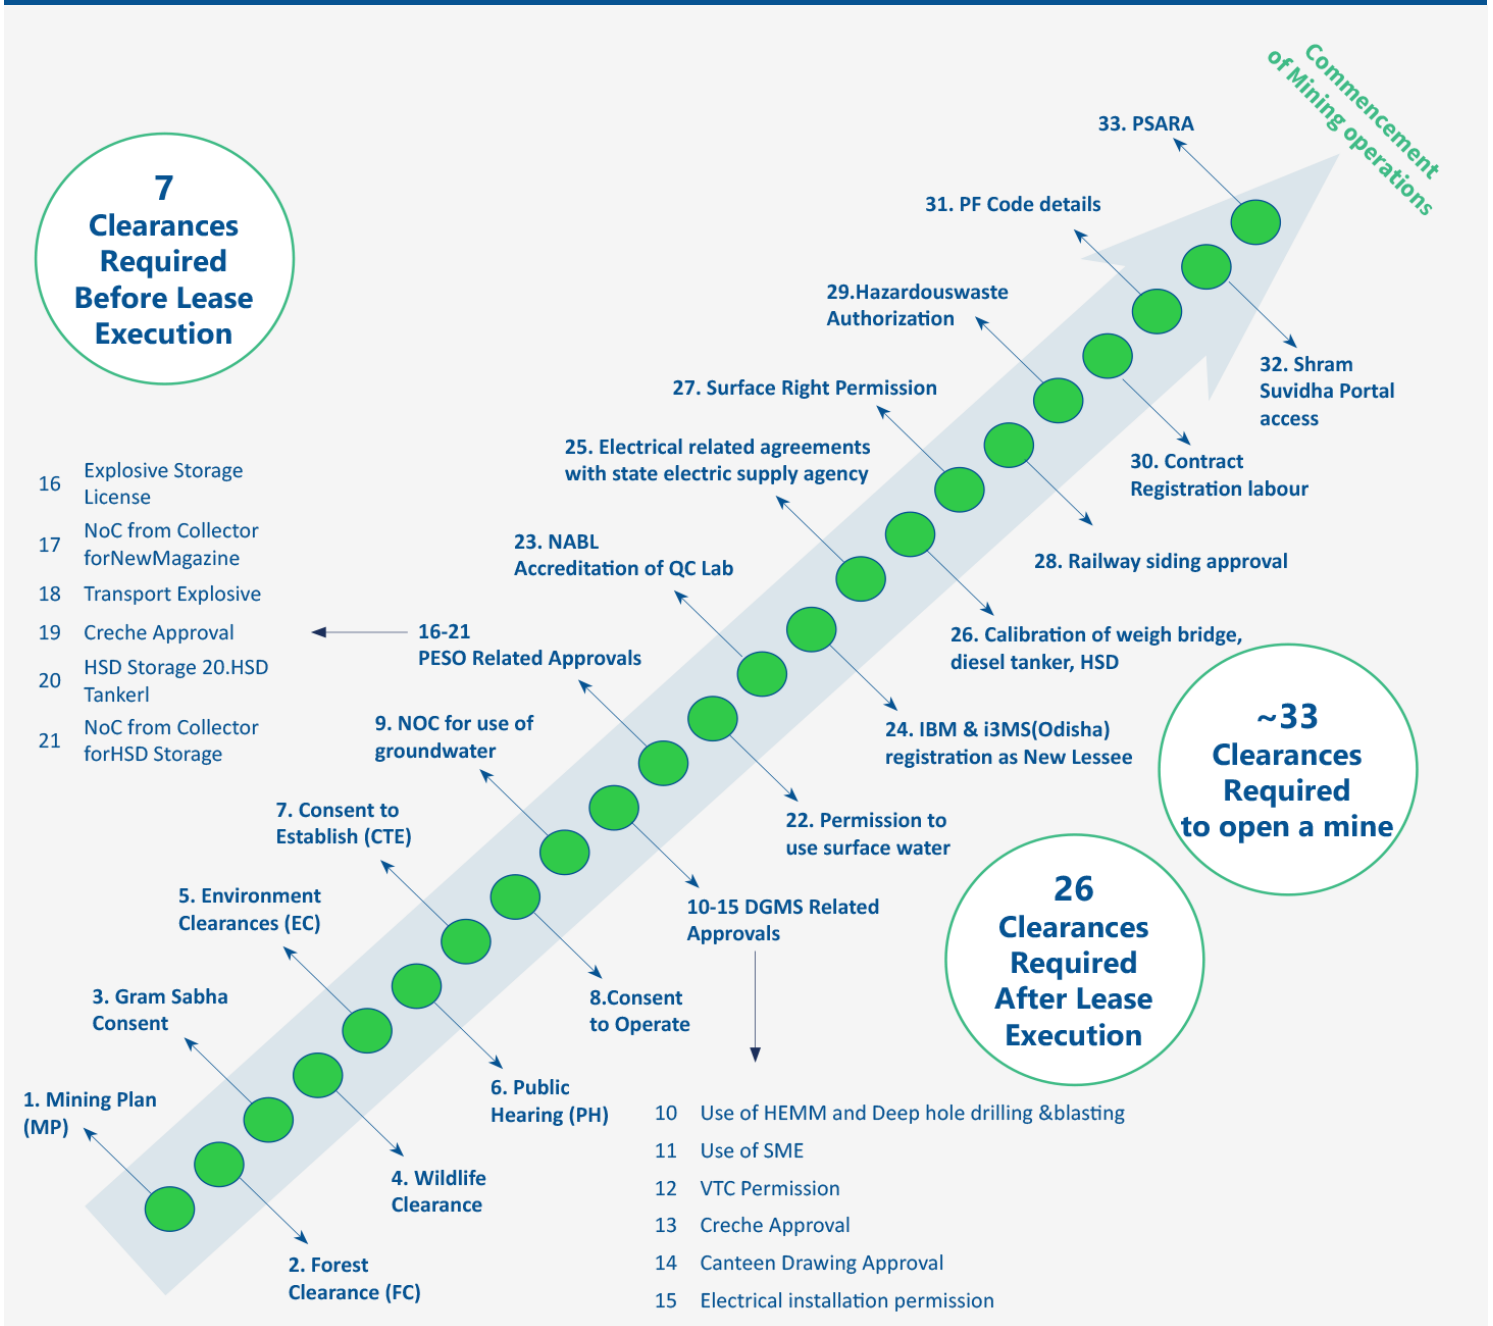 Commencement
of Mining operations
33. PSARA
7
Clearances
Required
Before Lease
Execution
31. PF Code details
29.Hazardouswaste
Authorization
32. Shram
Suvidha Portal
access
27. Surface Right Permission
25. Electrical related agreements
with state electric supply agency
30. Contract
Registration labour
16 Explosive Storage
License
17 NoC from Collector
forNewMagazine
18 Transport Explosive
19 Creche Approval
20 HSD Storage 20.HSD
Tankerl
21 NoC from Collector
forHSD Storage
23. NABL
Accreditation of QC Lab
28. Railway siding approval
16-21
PESO Related Approvals
26. Calibration of weigh bridge,
diesel tanker, HSD
~33
Clearances
Required
to open a mine
9. NOC for use of
groundwater
24. IBM & i3MS(Odisha)
registration as New Lessee
7. Consent to
Establish (CTE)
22. Permission to
use surface water
26
Clearances
Required
After Lease
Execution
5. Environment
Clearances (EC)
10-15 DGMS Related
Approvals
3. Gram Sabha
Consent
8.Consent
to Operate
1. Mining Plan
(MP)
6. Public
Hearing (PH)
4. Wildlife
Clearance
2. Forest
Clearance (FC)
10 Use of HEMM and Deep hole drilling &blasting
11 Use of SME
12 VTC Permission
13 Creche Approval
14 Canteen Drawing Approval
15 Electrical installation permission